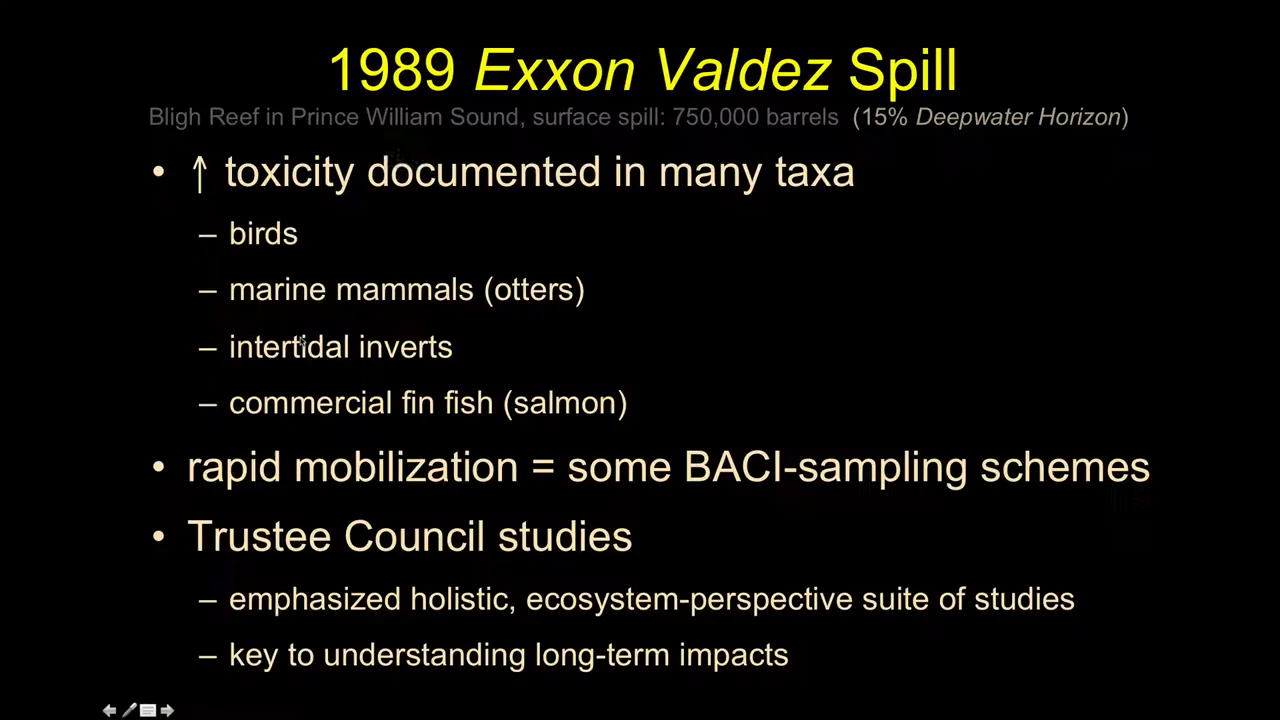 1989 Exxon Valdez Spill
Bligh Reef in Prince William Sound, surface spill: 750,000 barrels (15% Deepwater Horizon)
• ↑ toxicity documented in many taxa
– birds
– marine mammals (otters)
– intertidal inverts
– commercial fin fish (salmon)
• rapid mobilization = some BACI-sampling schemes
• Trustee Council studies
– emphasized holistic, ecosystem-perspective suite of studies
– key to understanding long-term impacts